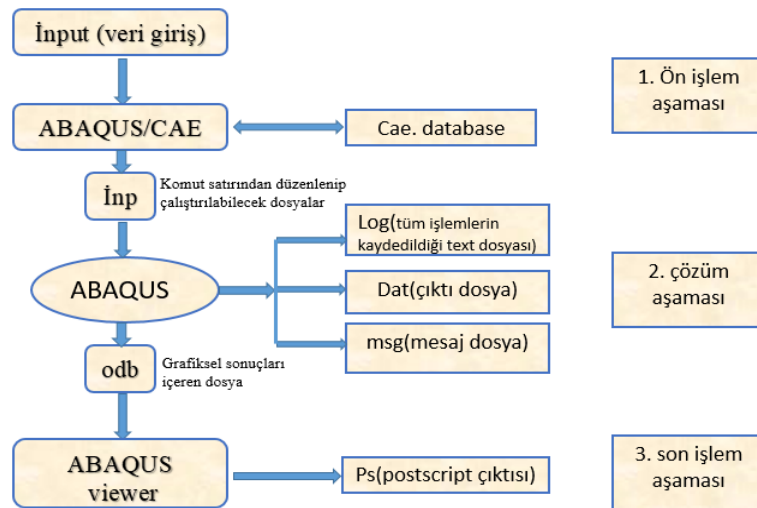 İnput (veri giriş)
1. Ön işlem
aşaması
ABAQUS/CAE
Cae. database
İnp
Komut satırından düzenlenip
çalıştırılabilecek dosyalar
Log(tüm işlemlerin
kaydedildiği text dosyası)
ABAQUS
Dat(çıktı dosya)
2. çözüm
aşaması
msg(mesaj dosya)
odb
Grafiksel sonuçları
içeren dosya
ABAQUS
viewer
Ps(postscript çıktısı)
3. son işlem
aşaması